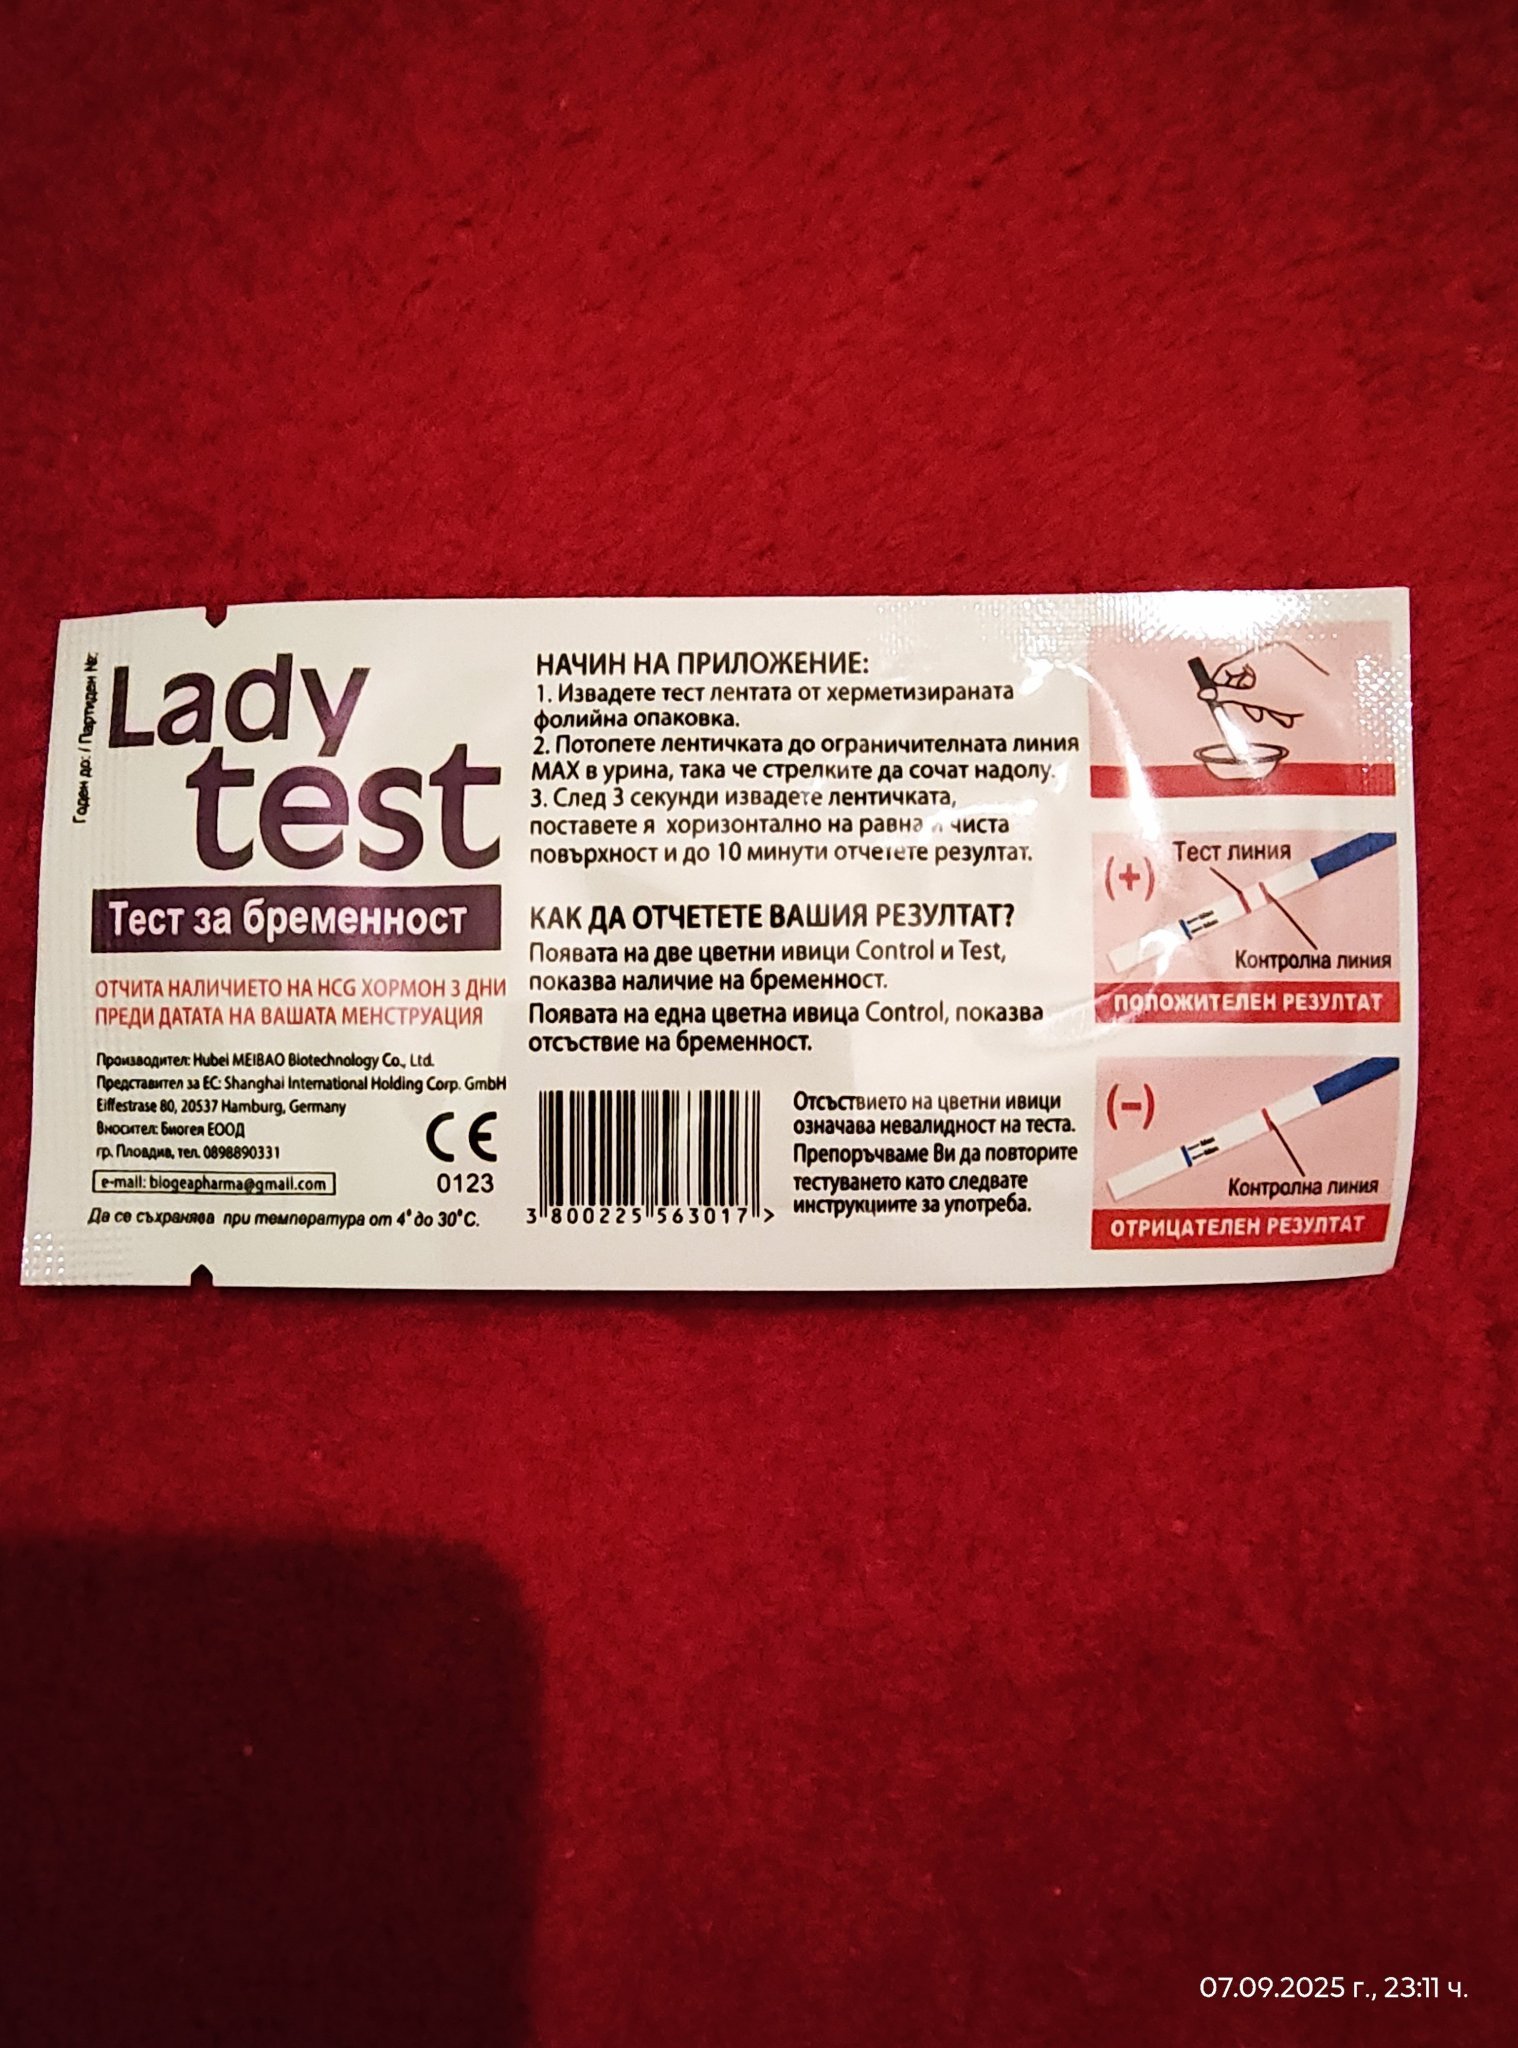 Годен до: / Партиден №:
Lady
test
Тест за бременност
ОТЧИТА НАЛИЧИЕТО НА HCG ХОРМОН 3 ДНИ
ПРЕДИ ДАТАТА НА ВАШАТА МЕНСТРУАЦИЯ
Производител: Hubei MEIBAO Biotechnology Co., Ltd.
Представител за ЕС: Shanghai International Holding Corp. GmbH
Eiffestrase 80, 20537 Hamburg, Germany
Вносител: Биогея ЕООД
гр. Пловдив, тел. 0898890331
e-mail: biogeapharma@gmail.com
CE
0123
Да се съхранява при температура от 4° до 30°С.
НАЧИН НА ПРИЛОЖЕНИЕ:
1. Извадете тест лентата от херметизираната
фолийна опаковка.
2. Потопете лентичката до ограничителната линия
MAX в урина, така че стрелките да сочат надолу.
3. След 3 секунди извадете лентичката,
поставете я хоризонтално на равна и чиста
повърхност и до 10 минути отчетете резултат.
КАК ДА ОТЧЕТЕТЕ ВАШИЯ РЕЗУЛТАТ?
Появата на две цветни ивици Control и Test,
показва наличие на бременност.
Появата на една цветна ивица Control, показва
отсъствие на бременност.
3 800225 563017 >
Отсъствието на цветни ивици
означава невалидност на теста.
Препоръчваме Ви да повторите
тестуването като следвате
инструкциите за употреба.
(+)
Тест линия
Контролна линия
ПОЛОЖИТЕЛЕН РЕЗУЛТАТ
(-)
Контролна линия
ОТРИЦАТЕЛЕН РЕЗУЛТАТ
07.09.2025 г., 23:11 ч.